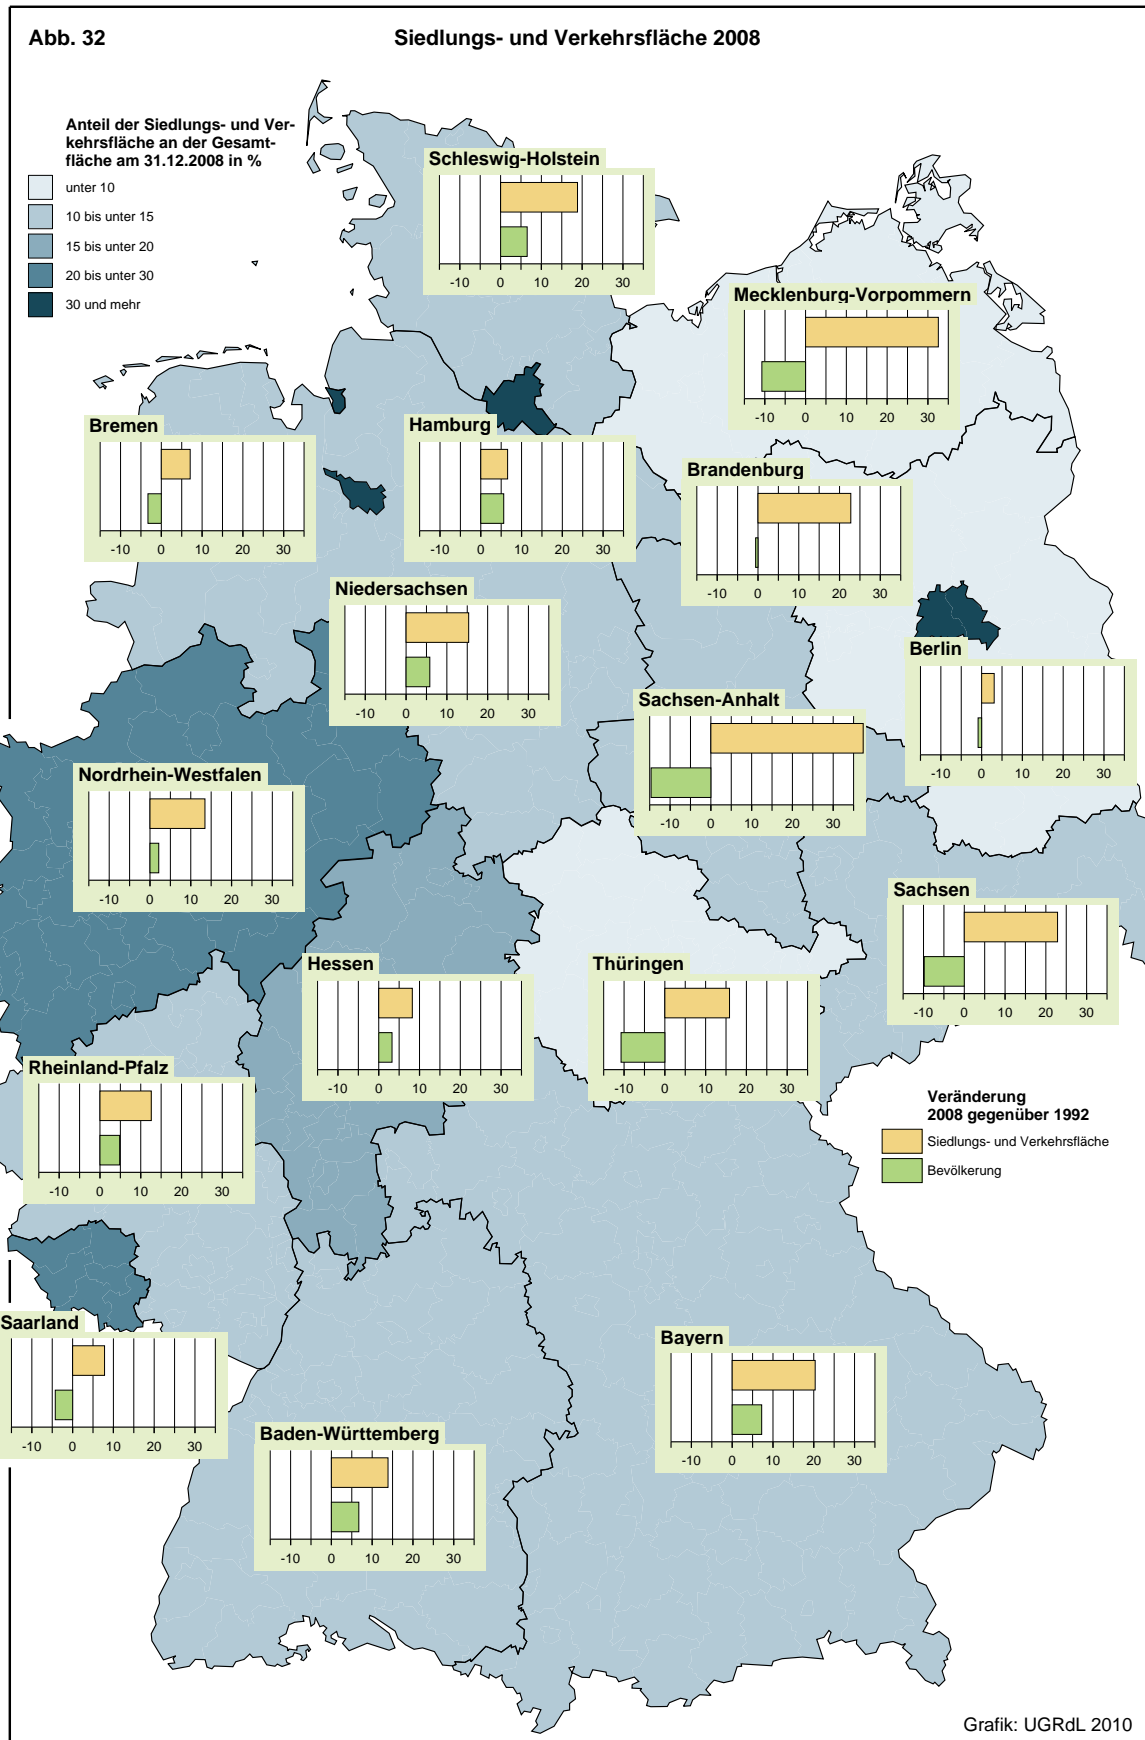 Abb. 32
Siedlungs- und Verkehrsfläche 2008
Anteil der Siedlungs- und Ver-
kehrsfläche an der Gesamt-
fläche am 31.12.2008 in %
unter 10
10 bis unter 15
15 bis unter 20
20 bis unter 30
30 und mehr
Schleswig-Holstein
-10 0 10 20 30
Mecklenburg-Vorpommern
-10 0 10 20 30
Bremen
-10 0 10 20 30
Hamburg
-10 0 10 20 30
Brandenburg
-10 0 10 20 30
Niedersachsen
-10 0 10 20 30
Berlin
-10 0 10 20 30
Sachsen-Anhalt
-10 0 10 20 30
Nordrhein-Westfalen
-10 0 10 20 30
Sachsen
-10 0 10 20 30
Hessen
-10 0 10 20 30
Thüringen
-10 0 10 20 30
Rheinland-Pfalz
-10 0 10 20 30
Veränderung
2008 gegenüber 1992
Siedlungs- und Verkehrsfläche
Bevölkerung
Saarland
-10 0 10 20 30
Bayern
-10 0 10 20 30
Baden-Württemberg
-10 0 10 20 30
Grafik: UGRdL 2010